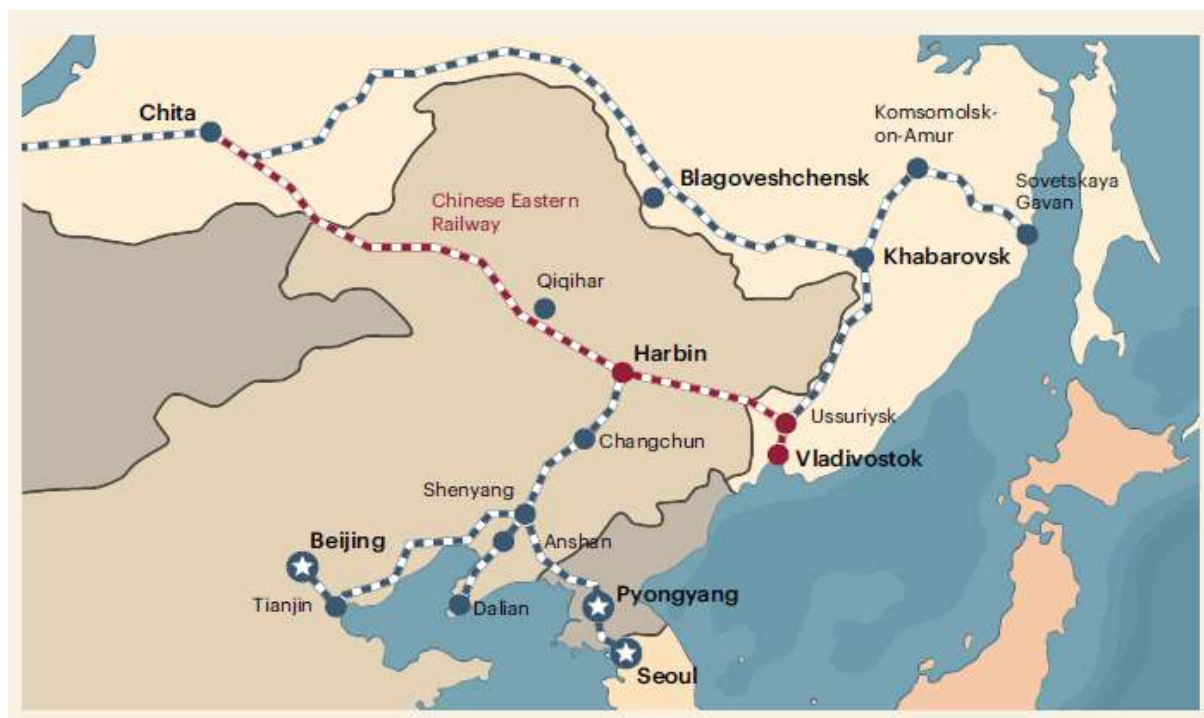 Komsomolsk-
on-Amur
Chita
Blagoveshchensk
Sovetskaya
Gavan
Chinese Eastern
Railway
Khabarovsk
Qiqihar
Harbin
Ussuriysk
Changchun
Vladivostok
Shenyang
Beijing
Anshan
Tianjin
Dalian
Pyongyang
Seoul